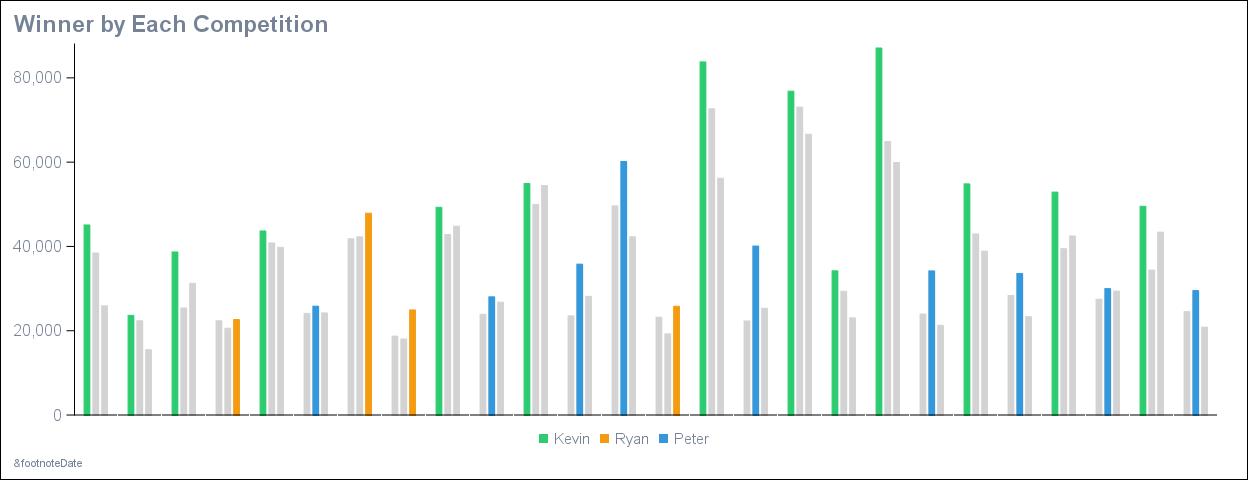 Winner by Each Competition
80,000
60,000
40,000
20,000
0
Kevin Ryan Peter
&footnoteDate